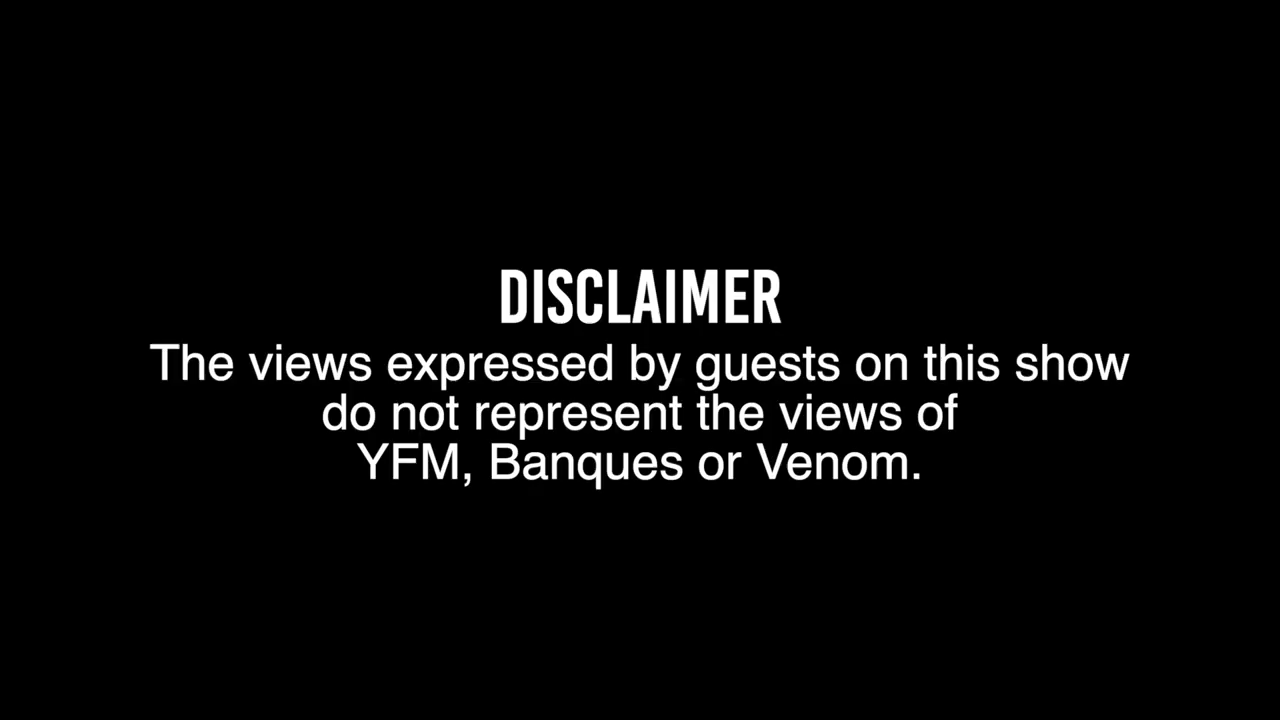 DISCLAIMER
The views expressed by guests on this show
do not represent the views of
YFM, Banques or Venom.